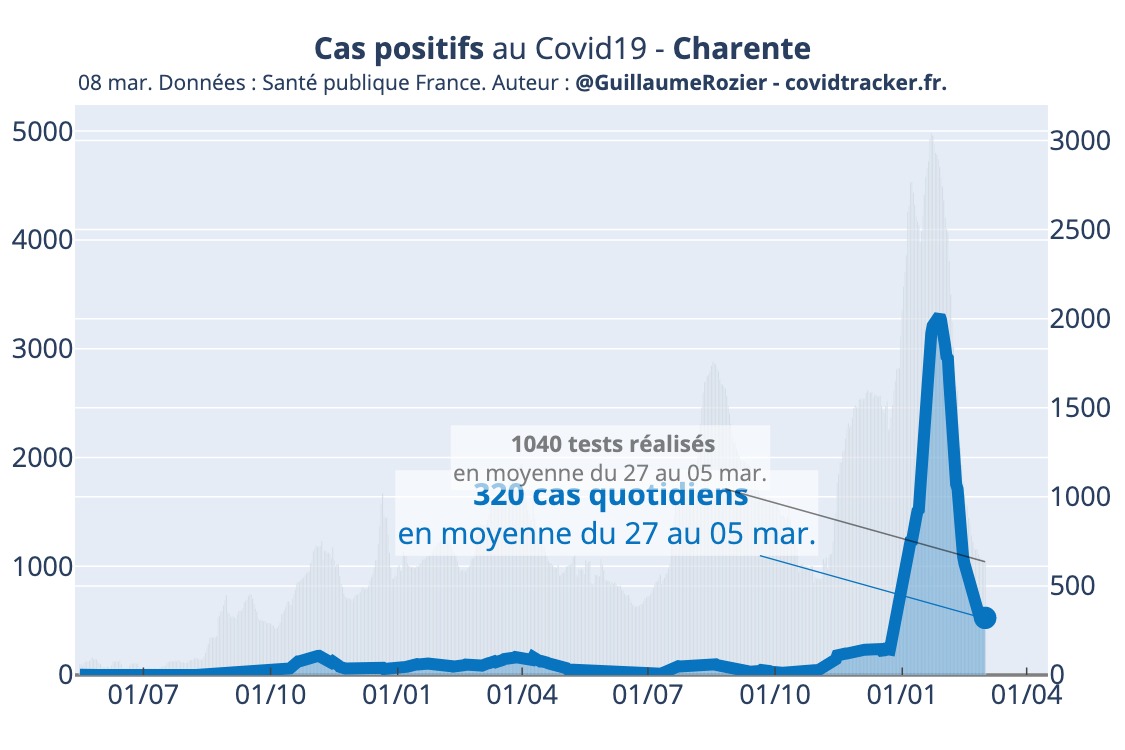 Cas positifs au Covid19 - Charente
08 mar. Données : Santé publique France. Auteur : @GuillaumeRozier - covidtracker.fr.
5000
4000
3000
2000
1000
0
3000
2500
2000
1500
1000
500
0
1040 tests réalisés
en moyenne du 27 au 05 mar.
320 cas quotidiens
en moyenne du 27 au 05 mar.
01/07 01/10 01/01 01/04 01/07 01/10 01/01 01/04